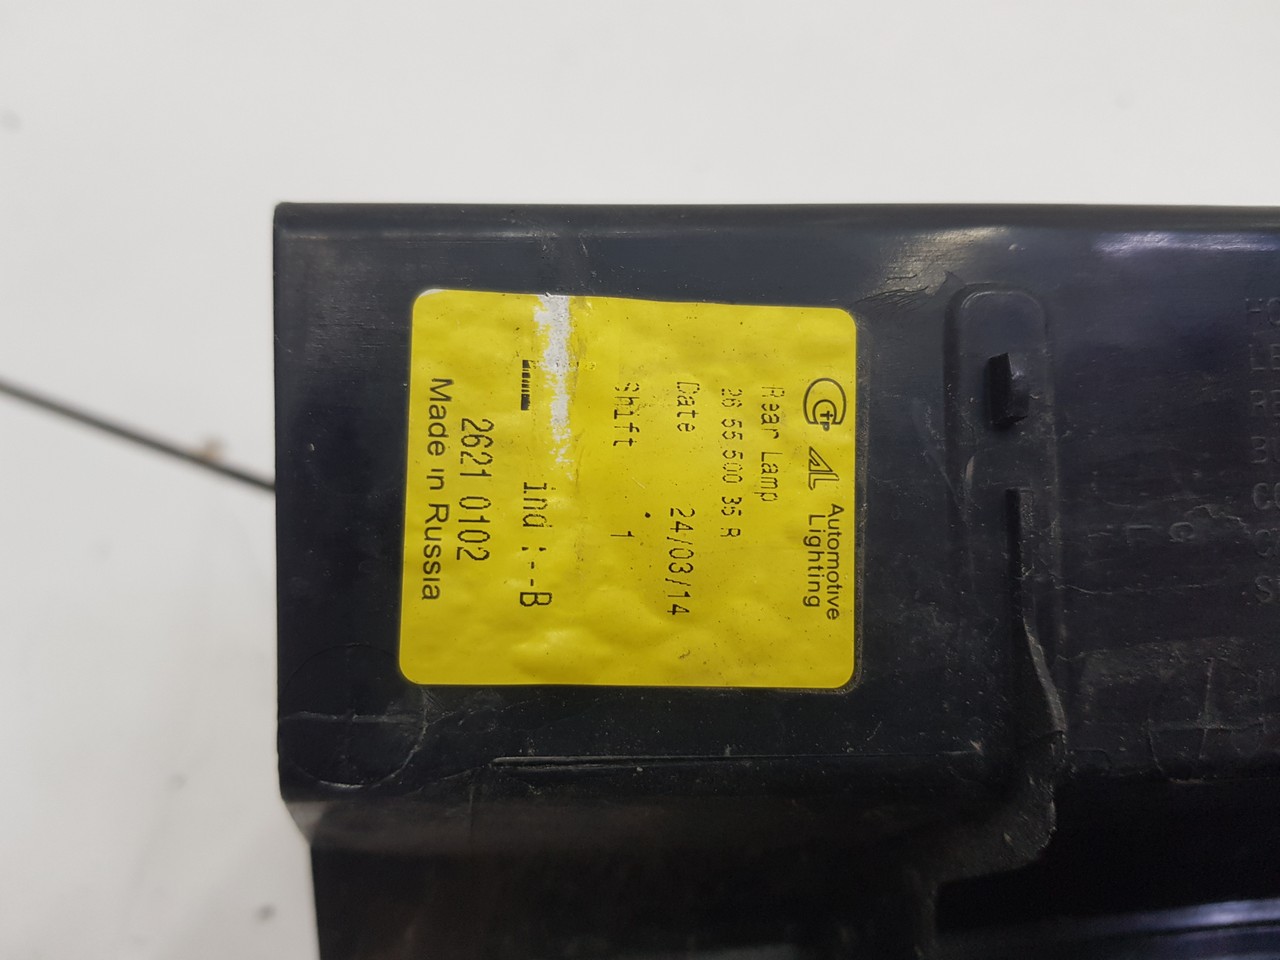 ctr AL Automotive
Lighting
Rear Lamp
26 55 500 35 R
Date 24/03/14
shift 1
ind :--B
2621 0102
Made in Russia